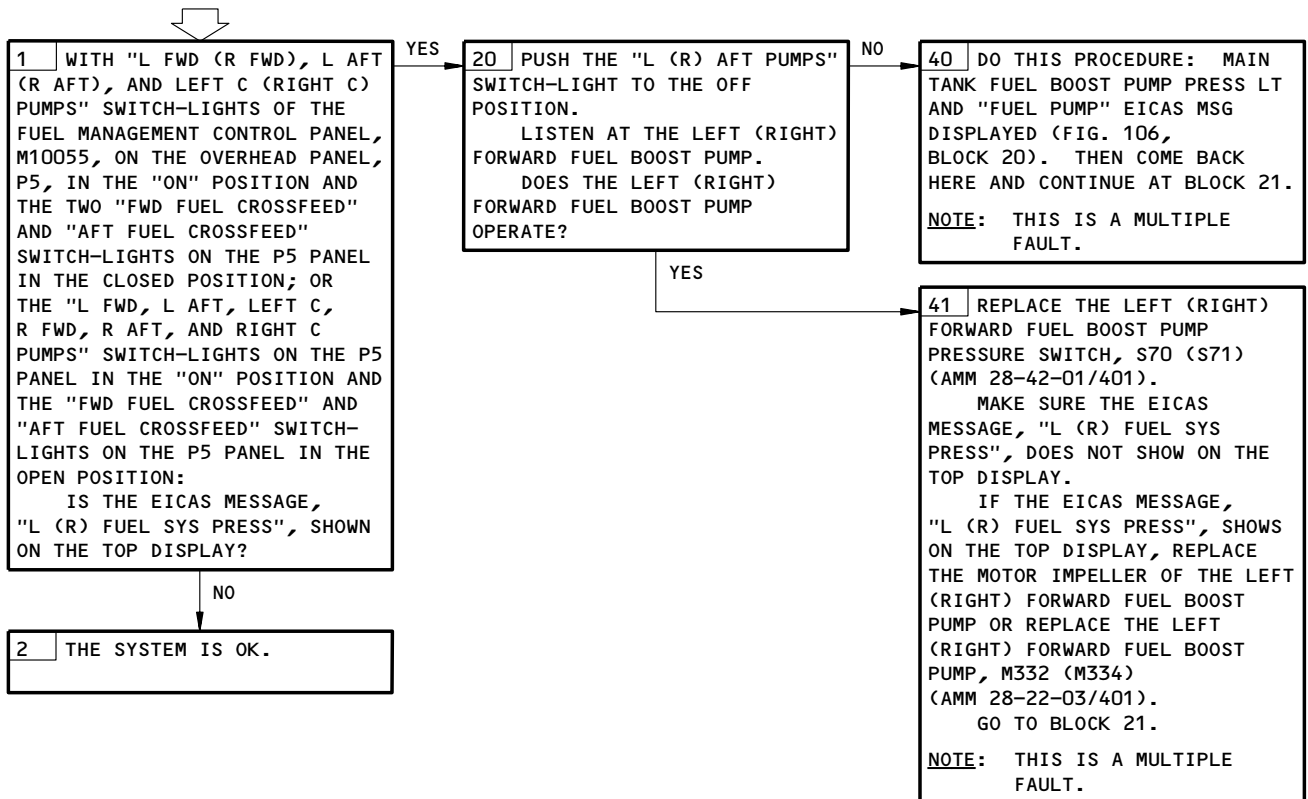 1 WITH "L FWD (R FWD), L AFT
(R AFT), AND LEFT C (RIGHT C)
PUMPS" SWITCH-LIGHTS OF THE
FUEL MANAGEMENT CONTROL PANEL,
M10055, ON THE OVERHEAD PANEL,
P5, IN THE "ON" POSITION AND
THE TWO "FWD FUEL CROSSFEED"
AND "AFT FUEL CROSSFEED"
SWITCH-LIGHTS ON THE P5 PANEL
IN THE CLOSED POSITION; OR
THE "L FWD, L AFT, LEFT C,
R FWD, R AFT, AND RIGHT C
PUMPS" SWITCH-LIGHTS ON THE P5
PANEL IN THE "ON" POSITION AND
THE "FWD FUEL CROSSFEED" AND
"AFT FUEL CROSSFEED" SWITCH-
LIGHTS ON THE P5 PANEL IN THE
OPEN POSITION:
IS THE EICAS MESSAGE,
"L (R) FUEL SYS PRESS", SHOWN
ON THE TOP DISPLAY?
NO
2 THE SYSTEM IS OK.
YES
20 PUSH THE "L (R) AFT PUMPS"
SWITCH-LIGHT TO THE OFF
POSITION.
LISTEN AT THE LEFT (RIGHT)
FORWARD FUEL BOOST PUMP.
DOES THE LEFT (RIGHT)
FORWARD FUEL BOOST PUMP
OPERATE?
NO
YES
40 DO THIS PROCEDURE: MAIN
TANK FUEL BOOST PUMP PRESS LT
AND "FUEL PUMP" EICAS MSG
DISPLAYED (FIG. 106,
BLOCK 20). THEN COME BACK
HERE AND CONTINUE AT BLOCK 21.
NOTE: THIS IS A MULTIPLE
FAULT.
41 REPLACE THE LEFT (RIGHT)
FORWARD FUEL BOOST PUMP
PRESSURE SWITCH, S70 (S71)
(AMM 28-42-01/401).
MAKE SURE THE EICAS
MESSAGE, "L (R) FUEL SYS
PRESS", DOES NOT SHOW ON THE
TOP DISPLAY.
IF THE EICAS MESSAGE,
"L (R) FUEL SYS PRESS", SHOWS
ON THE TOP DISPLAY, REPLACE
THE MOTOR IMPELLER OF THE LEFT
(RIGHT) FORWARD FUEL BOOST
PUMP OR REPLACE THE LEFT
(RIGHT) FORWARD FUEL BOOST
PUMP, M332 (M334)
(AMM 28-22-03/401).
GO TO BLOCK 21.
NOTE: THIS IS A MULTIPLE
FAULT.